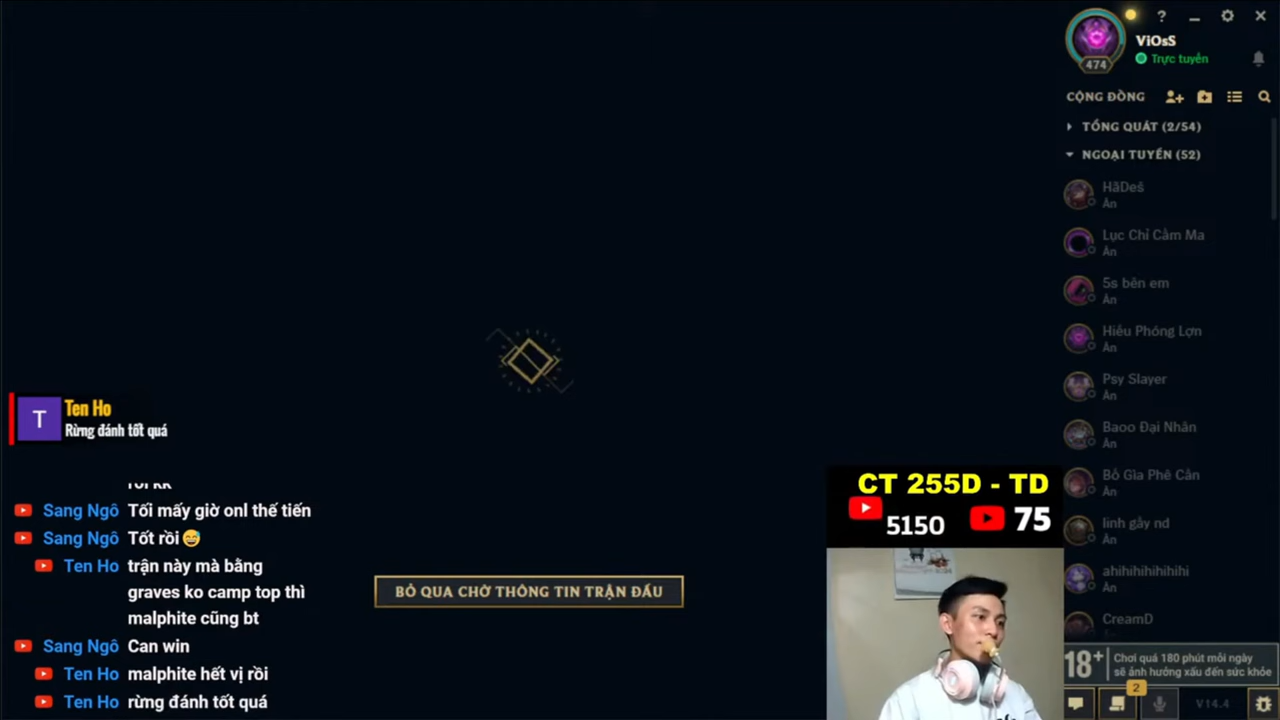 ?
ViOsS
474
Trực tuyến
CỘNG ĐỒNG
TỔNG QUÁT (2/54)
NGOẠI TUYẾN (52)
HãDeš
Ẩn
Lục Chỉ Cầm Ma
Ẩn
5s bên em
Ẩn
Hiếu Phóng Lợn
Ẩn
Psy Slayer
Ẩn
Baoo Đại Nhân
Ẩn
Bố Gìa Phê Cần
Ẩn
linh gầy nd
Ẩn
ahihihihihihi
Ẩn
CreamD
T
Ten Ho
Rừng đánh tốt quá
Sang Ngô Tối mấy giờ onl thế tiến
Sang Ngô Tốt rồi😅
Ten Ho trận này mà bằng
graves ko camp top thì
malphite cũng bt
Sang Ngô Can win
Ten Ho malphite hết vị rồi
Ten Ho rừng đánh tốt quá
BỎ QUA CHỜ THÔNG TIN TRẬN ĐẤU
CT 255D - TD
5150
75
18+
Chơi quá 180 phút mỗi ngày
sẽ ảnh hưởng xấu đến sức khỏe
2
V14.4